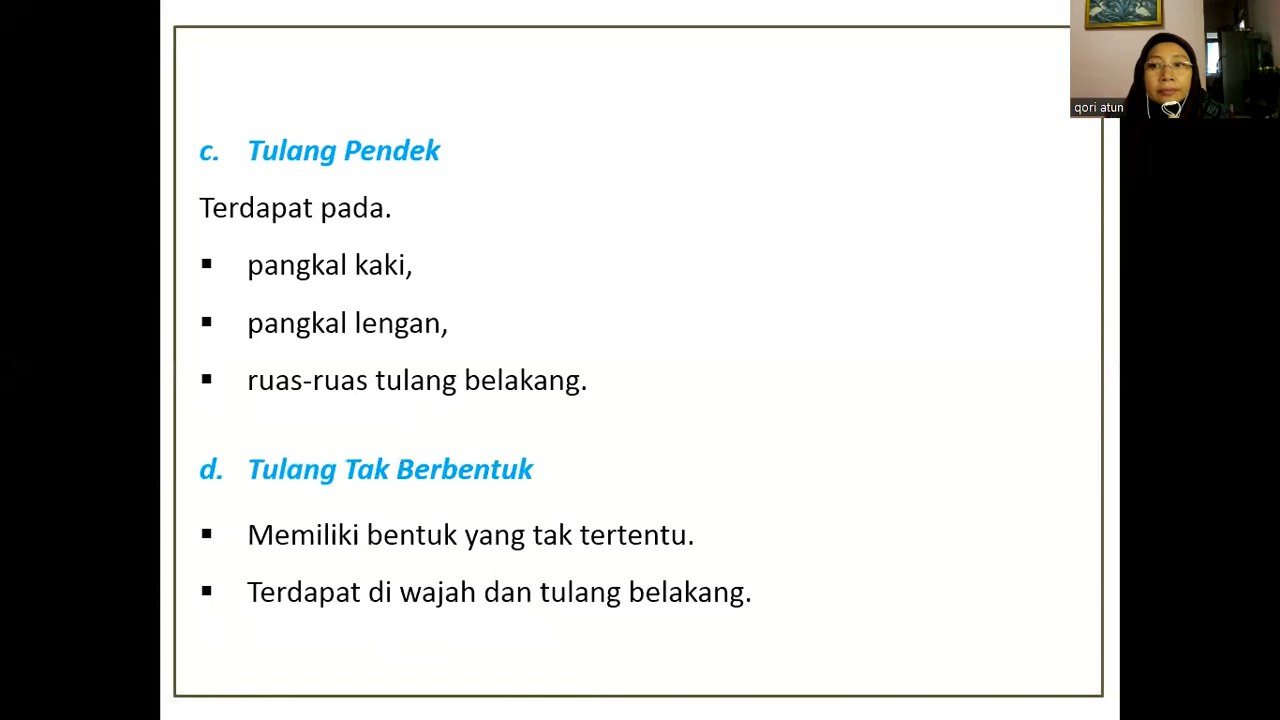 qori atun
c. Tulang Pendek
Terdapat pada.
▪ pangkal kaki,
▪ pangkal lengan,
▪ ruas-ruas tulang belakang.
d. Tulang Tak Berbentuk
▪ Memiliki bentuk yang tak tertentu.
▪ Terdapat di wajah dan tulang belakang.